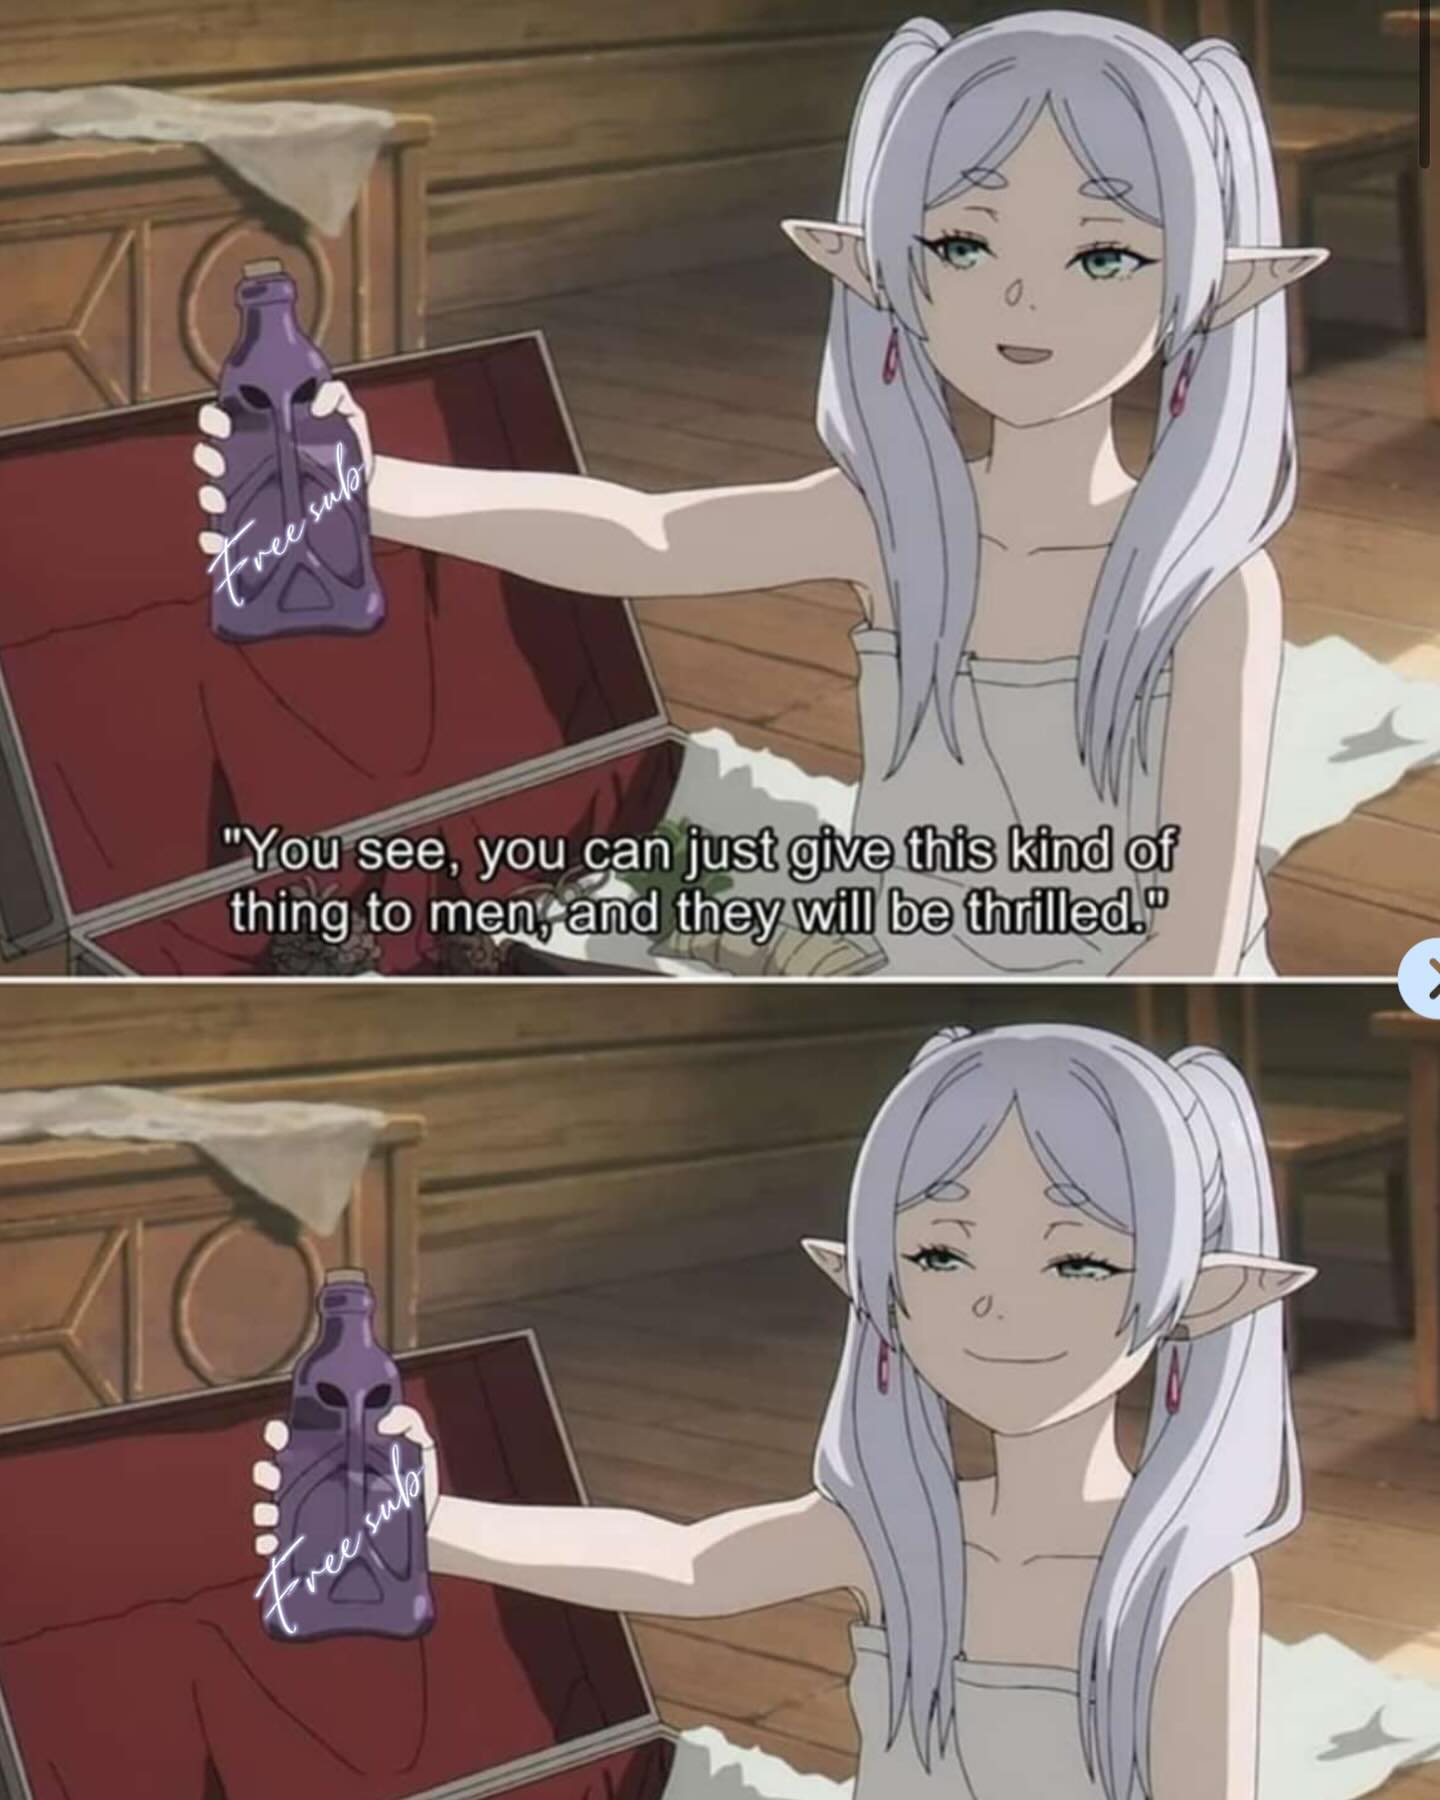 Free sub
"You see, you can just give this kind of
thing to men, and they will be thrilled."
Free sub